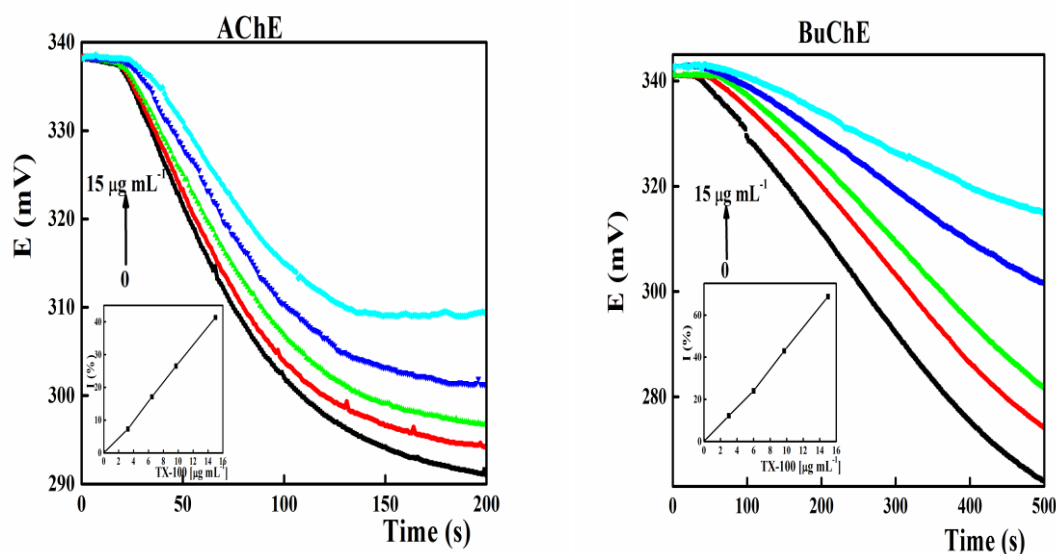 AChE
340
330
320
310
300
290
E (mV)
15 µg mL⁻¹
0
40
30
20
10
0
I (%)
0 2 4 6 8 10 12 14 16
TX-100 [µg mL⁻¹]
0 50 100 150 200
Time (s)
BuChE
340
320
300
280
E (mV)
15 µg mL⁻¹
0
60
40
20
0
I (%)
0 2 4 6 8 10 12 14 16
TX-100 [µg mL⁻¹]
0 100 200 300 400 500
Time (s)